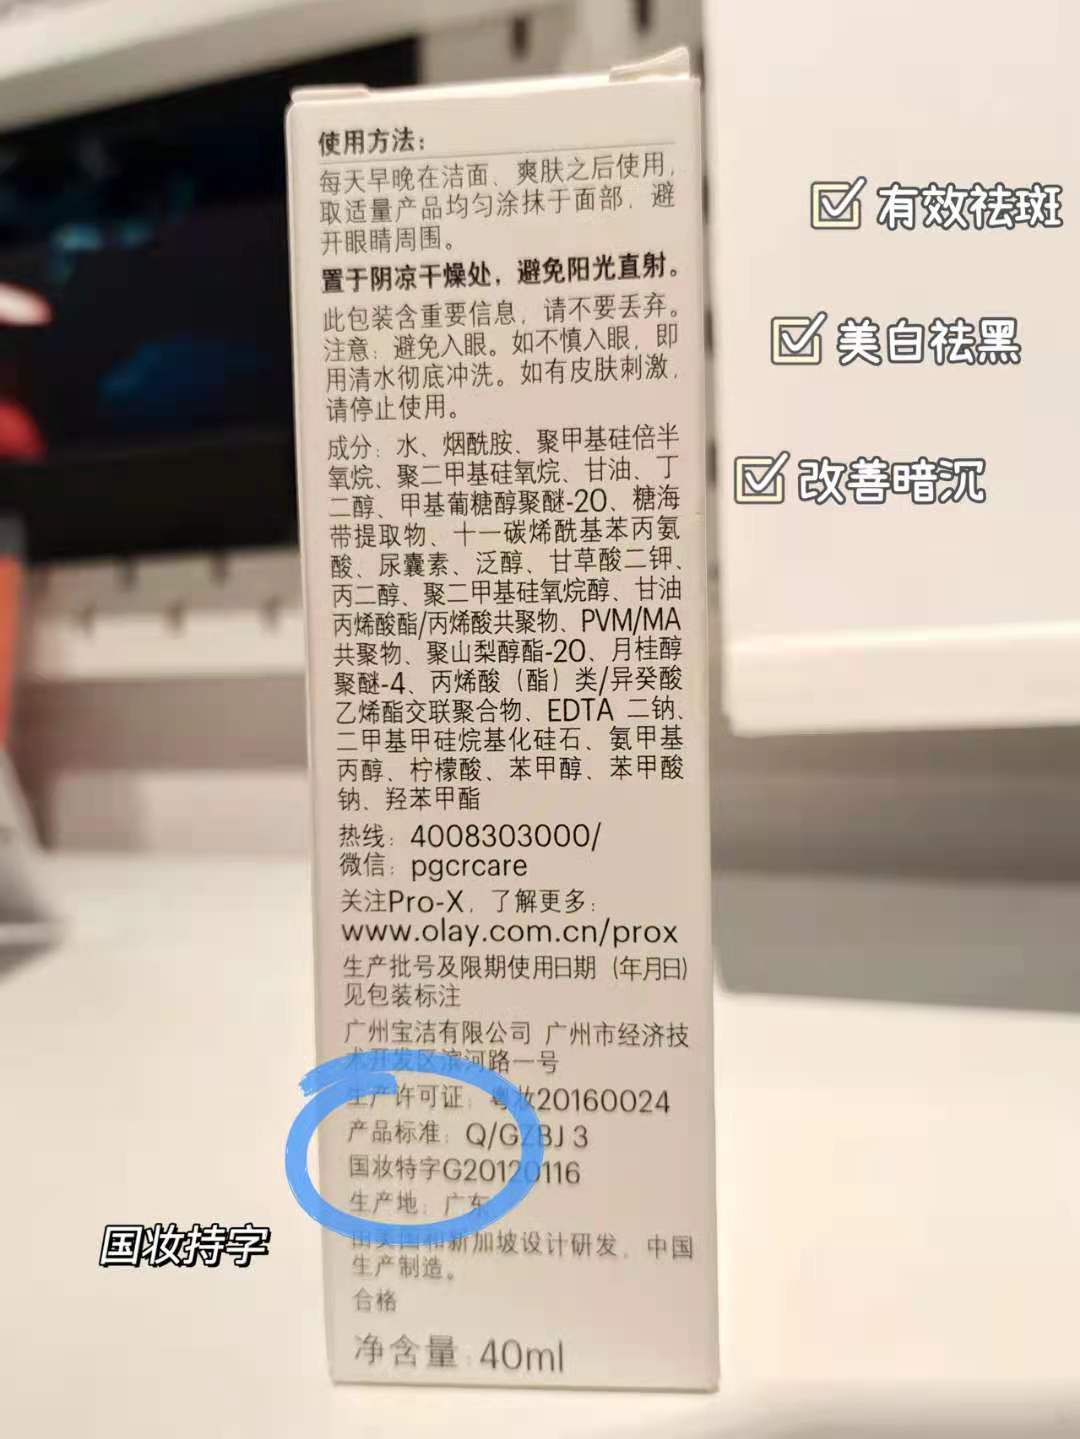 使用方法：
每天早晚在洁面、爽肤之后使用，
取适量产品均匀涂抹于面部，避
开眼睛周围。
置于阴凉干燥处，避免阳光直射。
此包装含重要信息，请不要丢弃。
注意：避免入眼。如不慎入眼，即
用清水彻底冲洗。如有皮肤刺激，
请停止使用。
成分：水、烟酰胺、聚甲基硅倍半
氧烷、聚二甲基硅氧烷、甘油、丁
二醇、甲基葡糖醇聚醚-20、糖海
带提取物、十一碳烯酰基苯丙氨
酸、尿囊素、泛醇、甘草酸二钾、
丙二醇、聚二甲基硅氧烷醇、甘油
丙烯酸酯/丙烯酸共聚物、PVM/MA
共聚物、聚山梨醇酯-20、月桂醇
聚醚-4、丙烯酸（酯）类/异癸酸
乙烯酯交联聚合物、EDTA 二钠、
二甲基甲硅烷基化硅石、氨甲基
丙醇、柠檬酸、苯甲醇、苯甲酸
钠、羟苯甲酯
热线：4008303000/
微信：pgcrcare
关注Pro-X，了解更多：
www.olay.com.cn/prox
生产批号及限期使用日期（年月日）
见包装标注
广州宝洁有限公司 广州市经济技
术开发区滨河路一号
生产许可证：粤妆20160024
产品标准：Q/GZBJ 3
国妆特字G20120116
生产地：广东
由美国和新加坡设计研发，中国
生产制造。
合格
净含量：40ml
有效祛斑
美白祛黑
改善暗沉
国妆持字